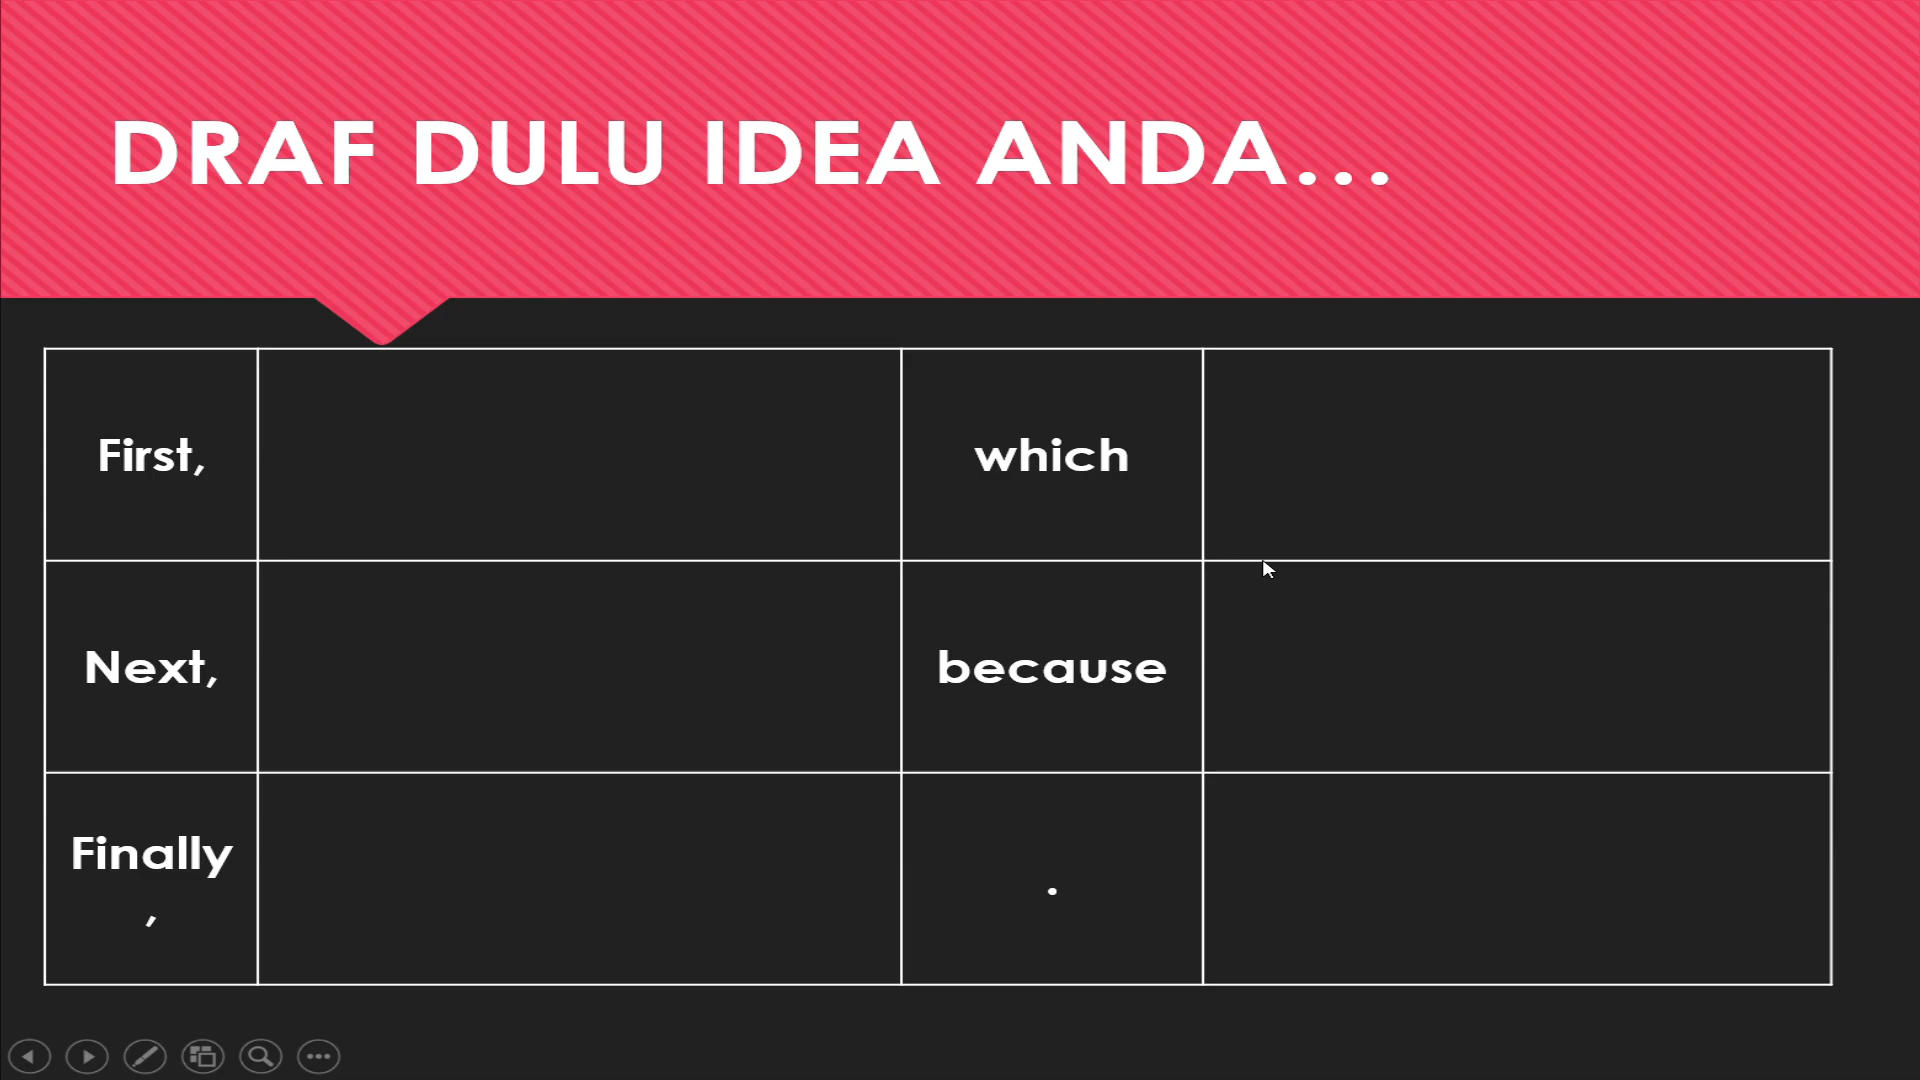 DRAF DULU IDEA ANDA...
First,
which
Next,
because
Finally
,
.